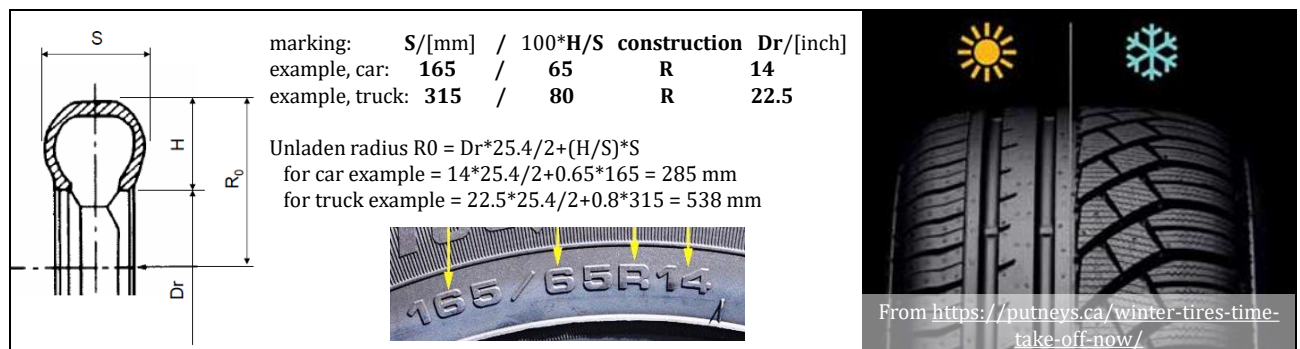 S
H
R0
Dr
marking: S/[mm] / 100*H/S construction Dr/[inch]
example, car: 165 / 65 R 14
example, truck: 315 / 80 R 22.5
Unladen radius R0 = Dr*25.4/2+(H/S)*S
for car example = 14*25.4/2+0.65*165 = 285 mm
for truck example = 22.5*25.4/2+0.8*315 = 538 mm
165/65R14
From https://putneys.ca/winter-tires-time-
take-off-now/